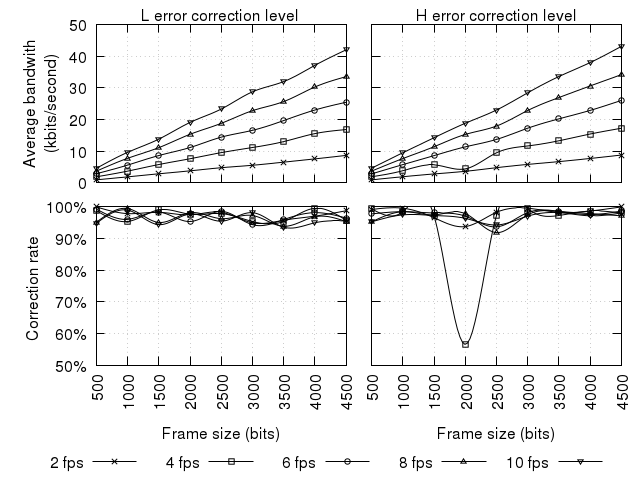 L error correction level
H error correction level
Average bandwith
(kbits/second)
50
40
30
20
10
0
Correction rate
100%
90%
80%
70%
60%
50%
500 1000 1500 2000 2500 3000 3500 4000 4500
500 1000 1500 2000 2500 3000 3500 4000 4500
Frame size (bits)
Frame size (bits)
2 fps 4 fps 6 fps 8 fps 10 fps